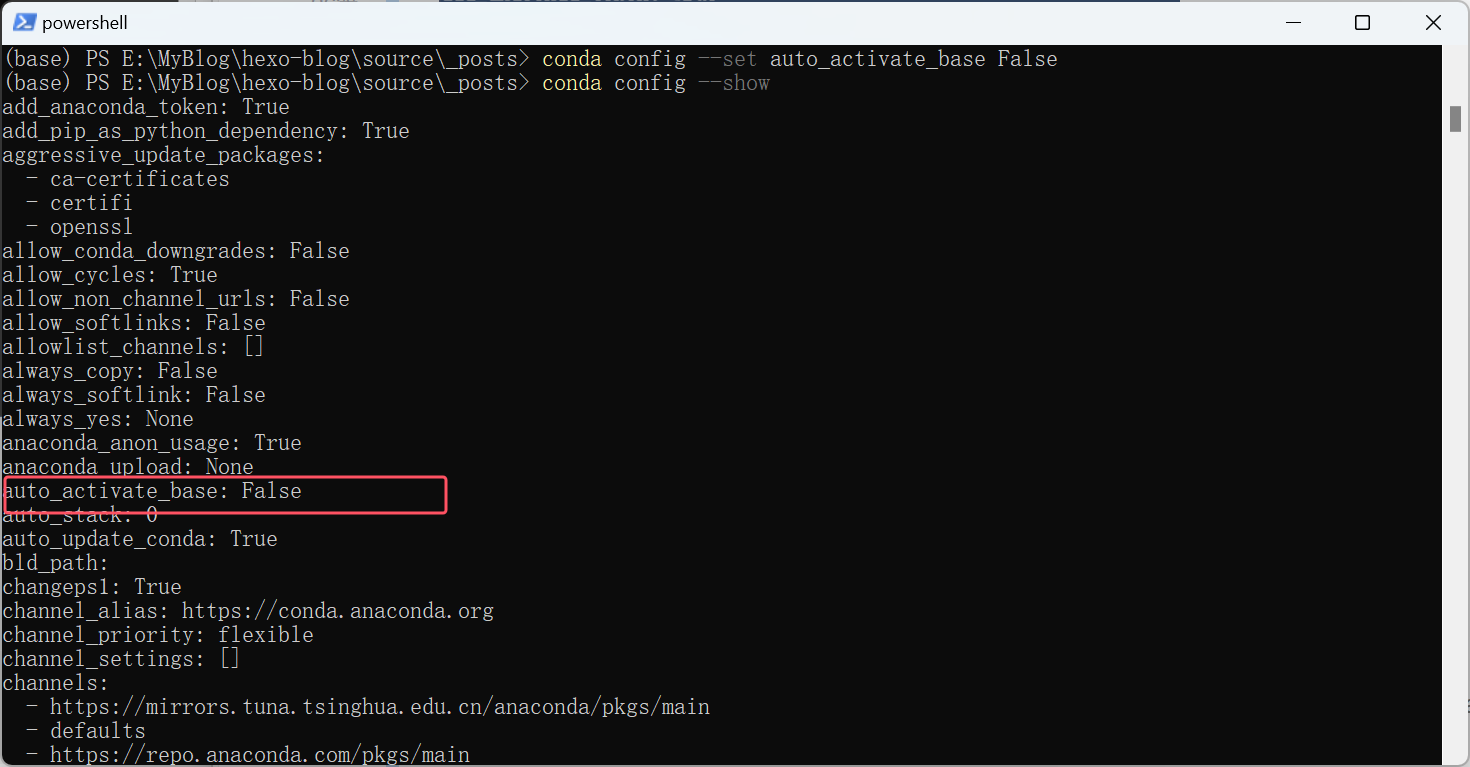 powershell
(base) PS E:\MyBlog\hexo-blog\source\_posts> conda config --set auto_activate_base False
(base) PS E:\MyBlog\hexo-blog\source\_posts> conda config --show
add_anaconda_token: True
add_pip_as_python_dependency: True
aggressive_update_packages:
  - ca-certificates
  - certifi
  - openssl
allow_conda_downgrades: False
allow_cycles: True
allow_non_channel_urls: False
allow_softlinks: False
allowlist_channels: []
always_copy: False
always_softlink: False
always_yes: None
anaconda_anon_usage: True
anaconda_upload: None
auto_activate_base: False
auto_stack: 0
auto_update_conda: True
bld_path:
changeps1: True
channel_alias: https://conda.anaconda.org
channel_priority: flexible
channel_settings: []
channels:
  - https://mirrors.tuna.tsinghua.edu.cn/anaconda/pkgs/main
  - defaults
  - https://repo.anaconda.com/pkgs/main